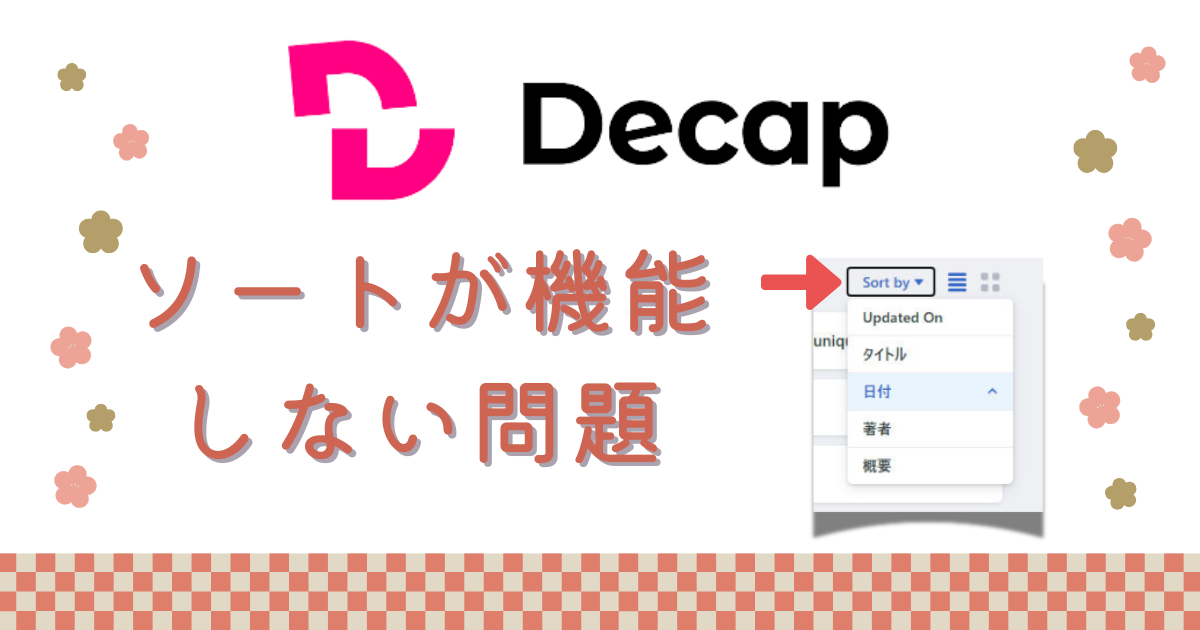 Decap
ソートが機能
しない問題
Sort by
Updated On
タイトル
日付
著者
概要